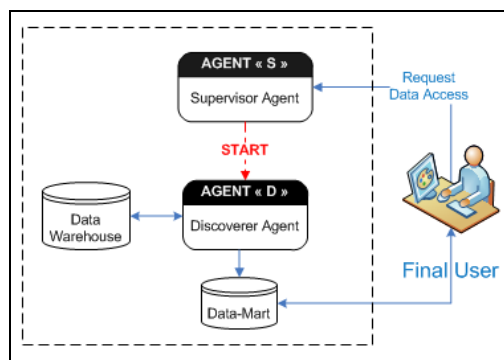 AGENT « S »
Supervisor Agent
Request
Data Access
START
AGENT « D »
Discoverer Agent
Data
Warehouse
Final User
Data-Mart